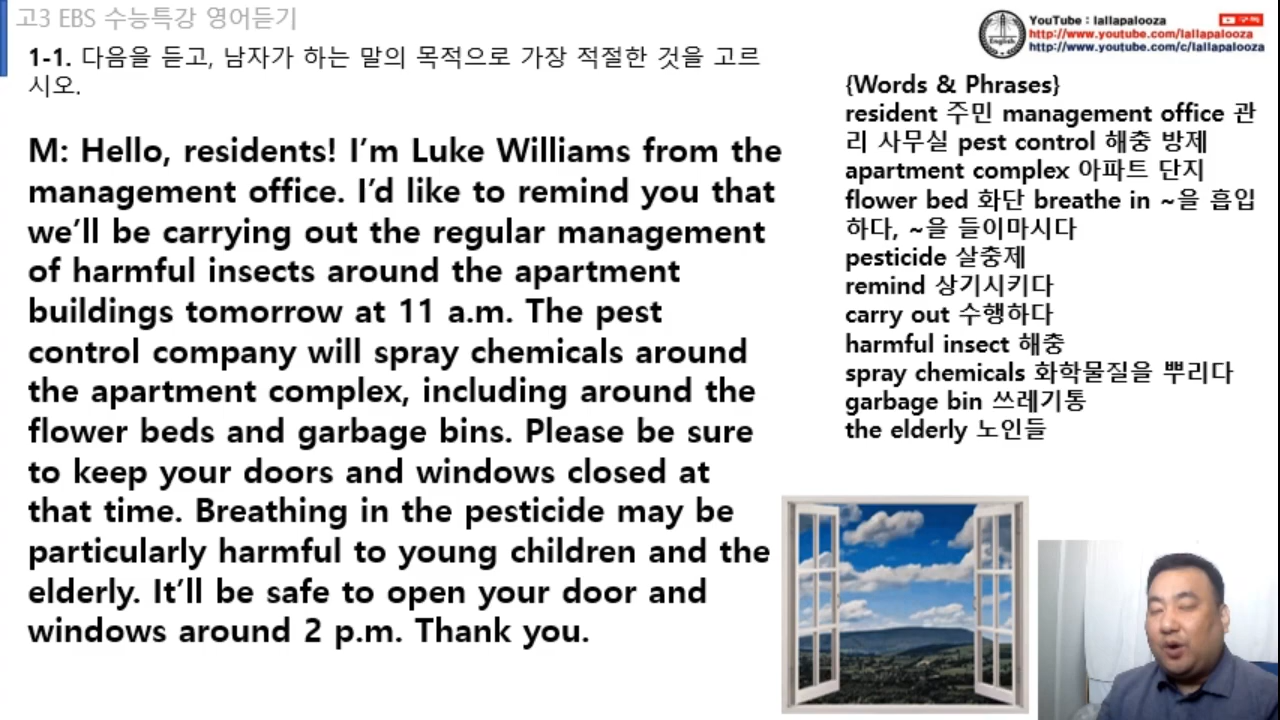 고3 EBS 수능특강 영어듣기
1-1. 다음을 듣고, 남자가 하는 말의 목적으로 가장 적절한 것을 고르
시오.
M: Hello, residents! I’m Luke Williams from the
management office. I’d like to remind you that
we’ll be carrying out the regular management
of harmful insects around the apartment
buildings tomorrow at 11 a.m. The pest
control company will spray chemicals around
the apartment complex, including around the
flower beds and garbage bins. Please be sure
to keep your doors and windows closed at
that time. Breathing in the pesticide may be
particularly harmful to young children and the
elderly. It’ll be safe to open your door and
windows around 2 p.m. Thank you.
YouTube : lallapalooza
구독
http://www.youtube.com/lallapalooza
http://www.youtube.com/c/lallapalooza
English
{Words & Phrases}
resident 주민 management office 관
리 사무실 pest control 해충 방제
apartment complex 아파트 단지
flower bed 화단 breathe in ~을 흡입
하다, ~을 들이마시다
pesticide 살충제
remind 상기시키다
carry out 수행하다
harmful insect 해충
spray chemicals 화학물질을 뿌리다
garbage bin 쓰레기통
the elderly 노인들